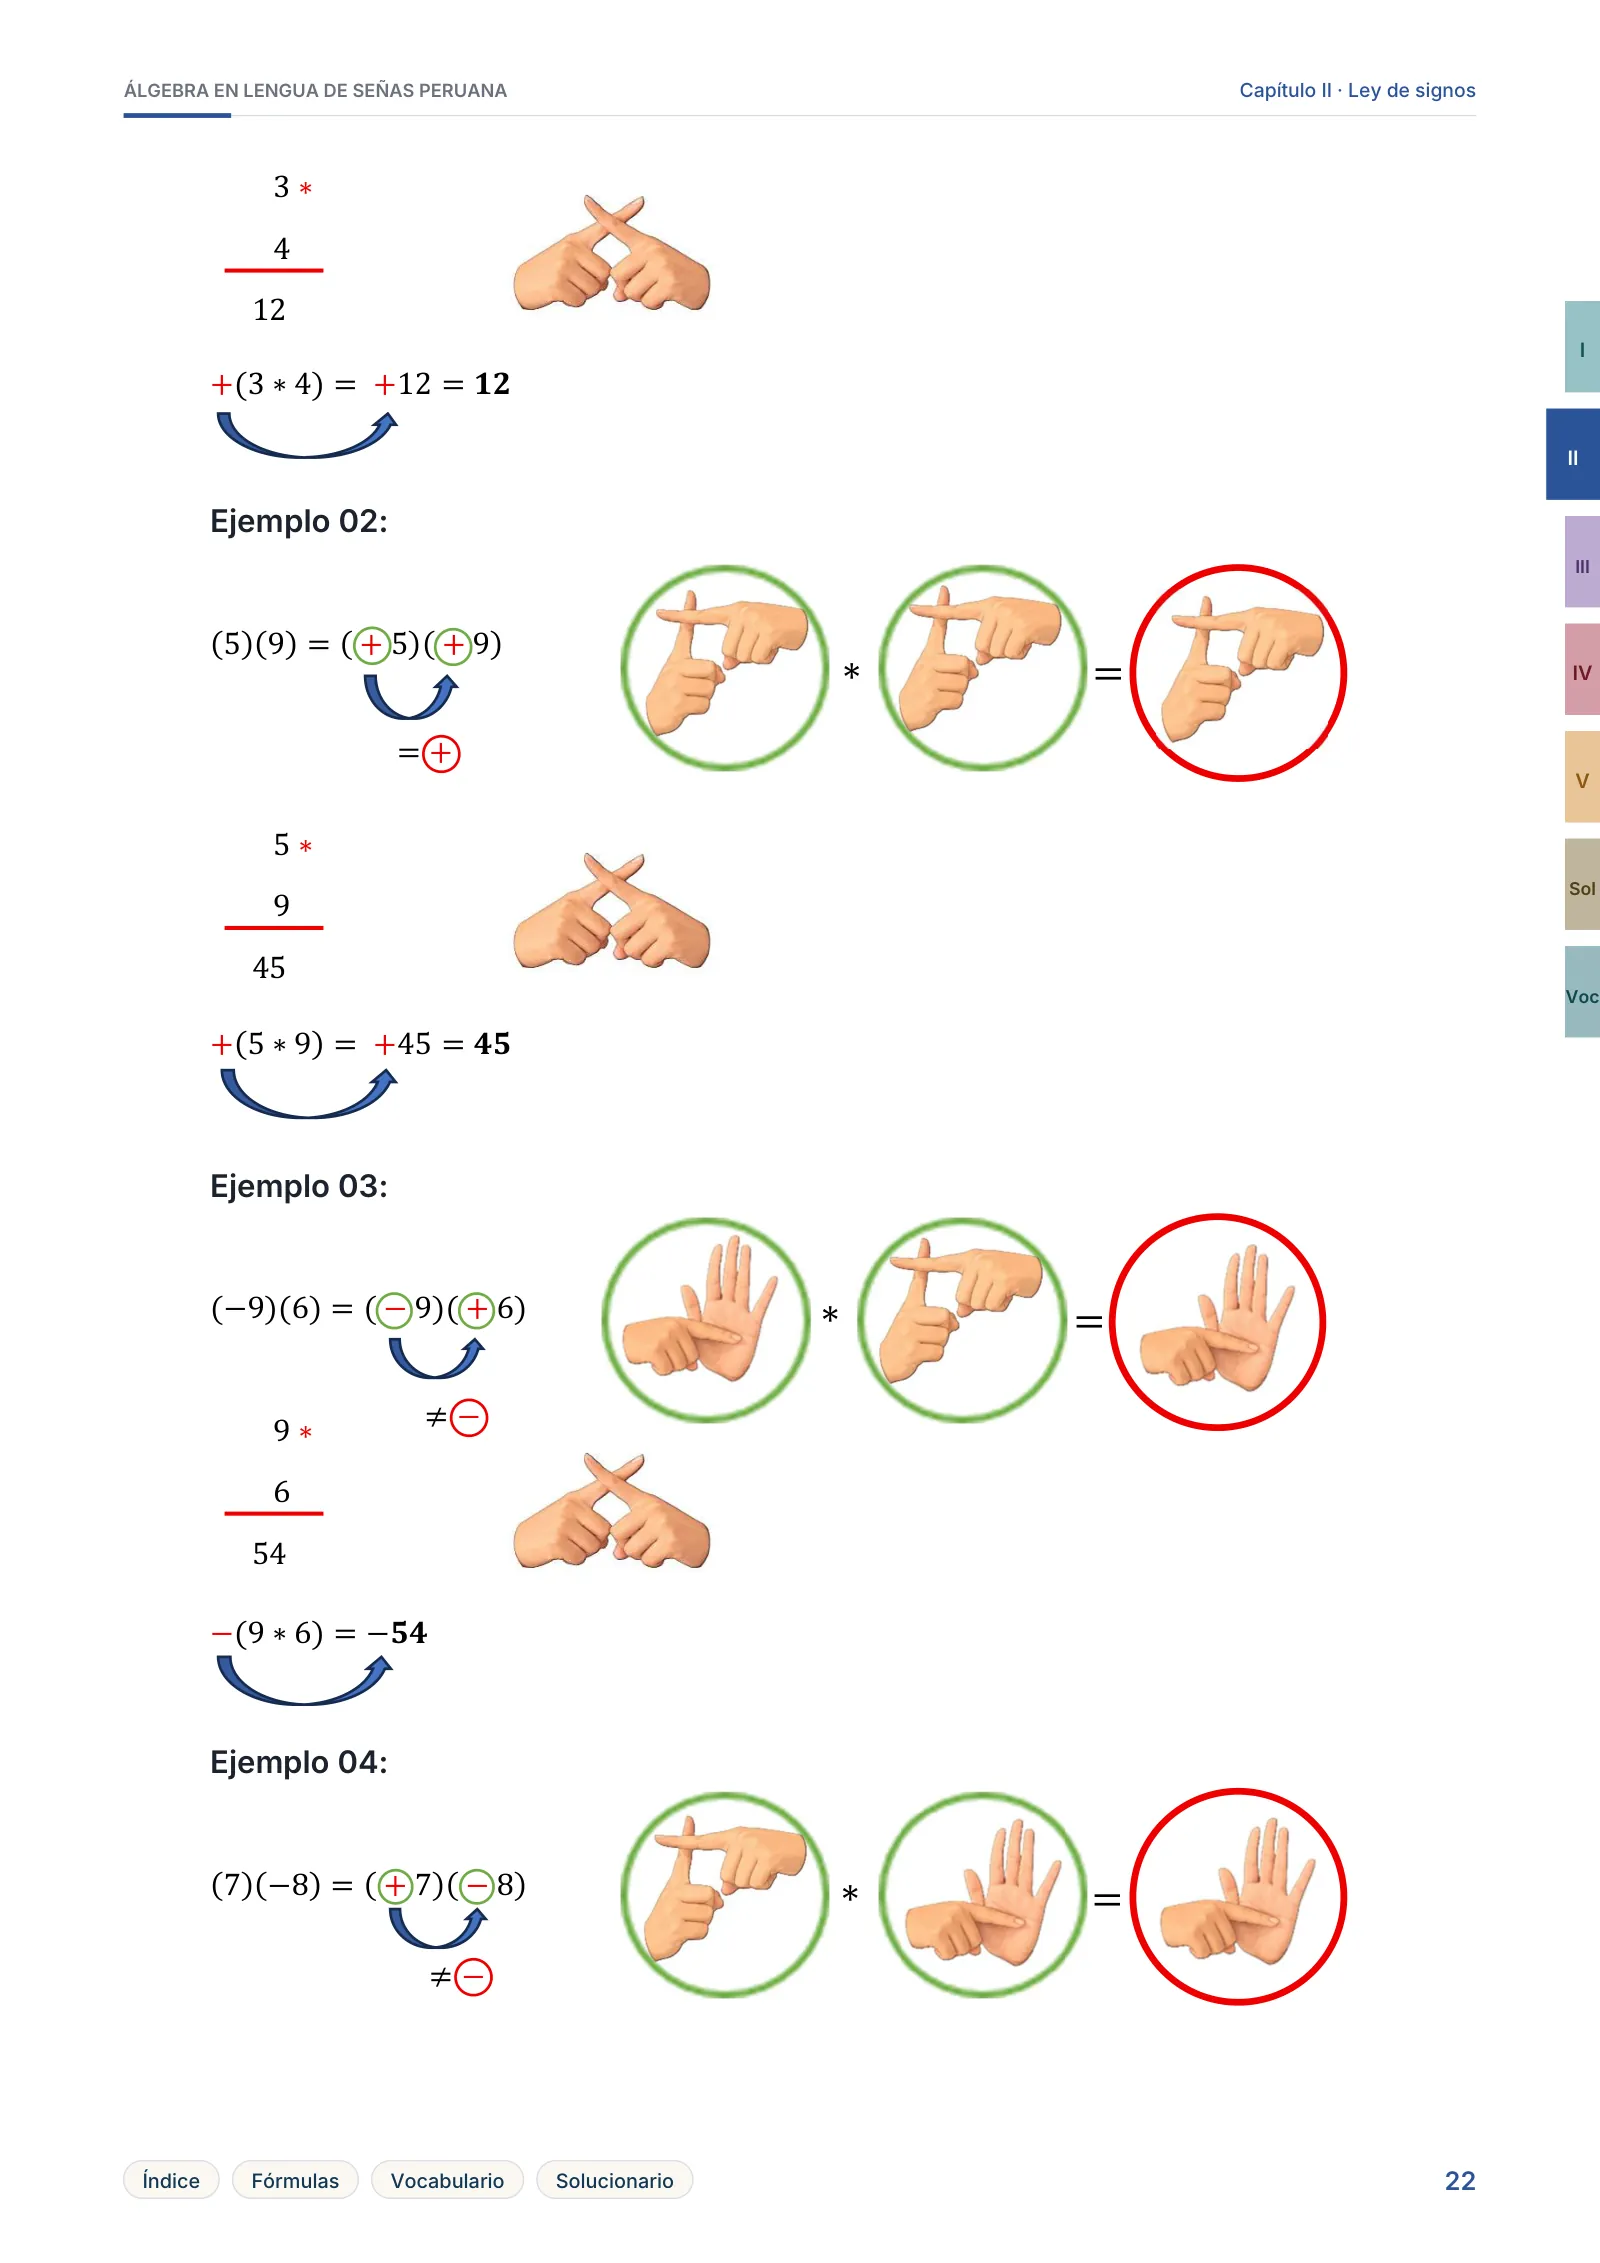 ÁLGEBRA EN LENGUA DE SEÑAS PERUANA
Capítulo II · Ley de signos
3 *
4
12
+(3 * 4) = +12 = 12
Ejemplo 02:
(5)(9) = (+5)(+9)
* =
=+
5 *
9
45
+(5 * 9) = +45 = 45
Ejemplo 03:
(−9)(6) = (−9)(+6)
* =
≠−
9 *
6
54
−(9 * 6) = −54
Ejemplo 04:
(7)(−8) = (+7)(−8)
* =
≠−
I
II
III
IV
V
Sol
Voc
Índice Fórmulas Vocabulario Solucionario
22